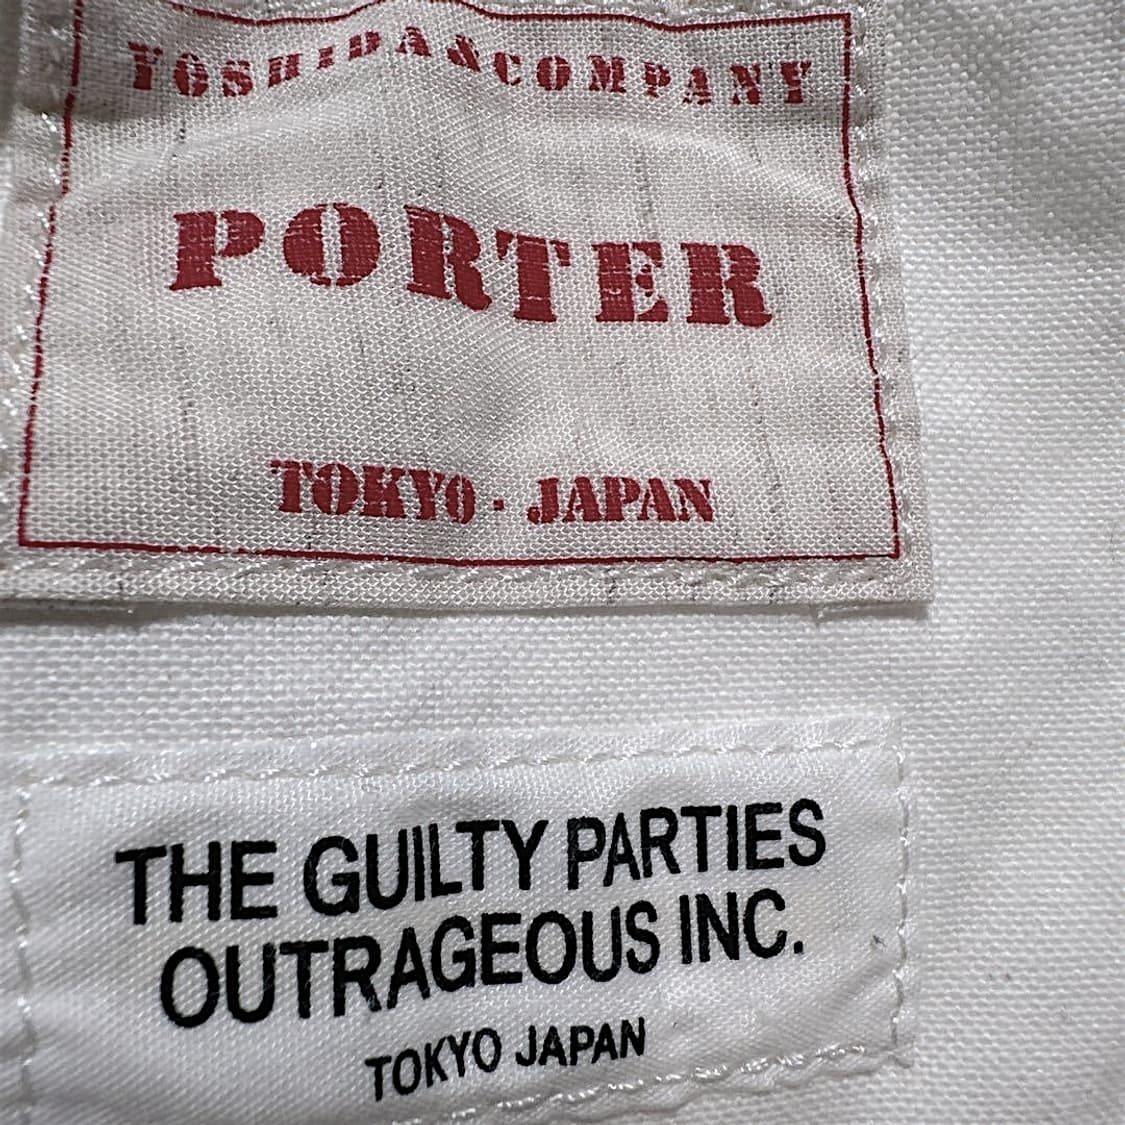 YOSHIDA&COMPANY
PORTER
TOKYO · JAPAN
THE GUILTY PARTIES
OUTRAGEOUS INC.
TOKYO JAPAN